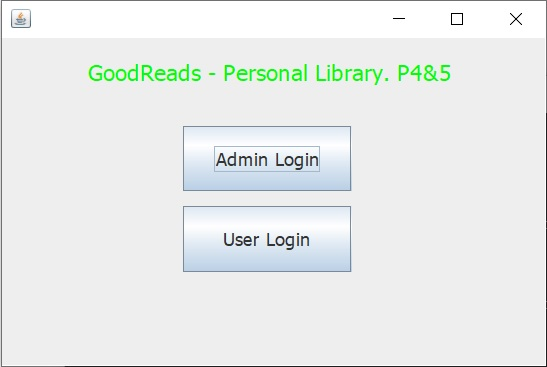 GoodReads - Personal Library. P4&5
Admin Login
User Login